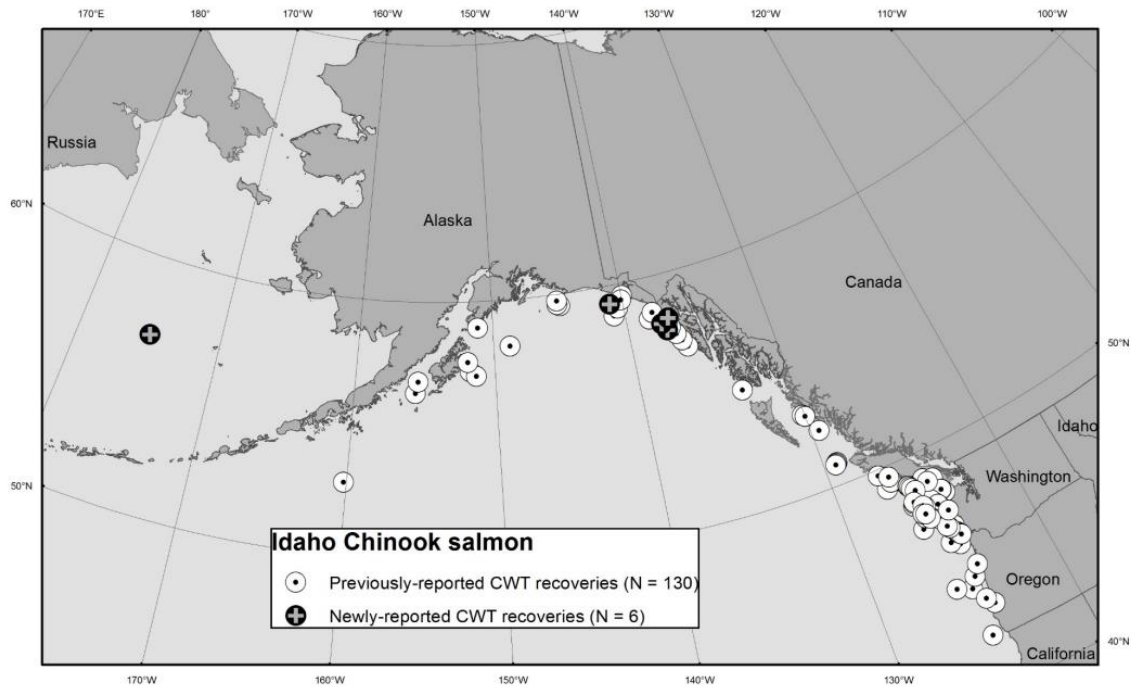 170°E 180° 170°W 160°W 150°W 140°W 130°W 120°W 110°W 100°W
Russia
60°N
Alaska
Canada
50°N
Idaho
Washington
50°N
Idaho Chinook salmon
Previously-reported CWT recoveries (N = 130)
Oregon
Newly-reported CWT recoveries (N = 6)
40°N
California
170°W 160°W 150°W 140°W 130°W